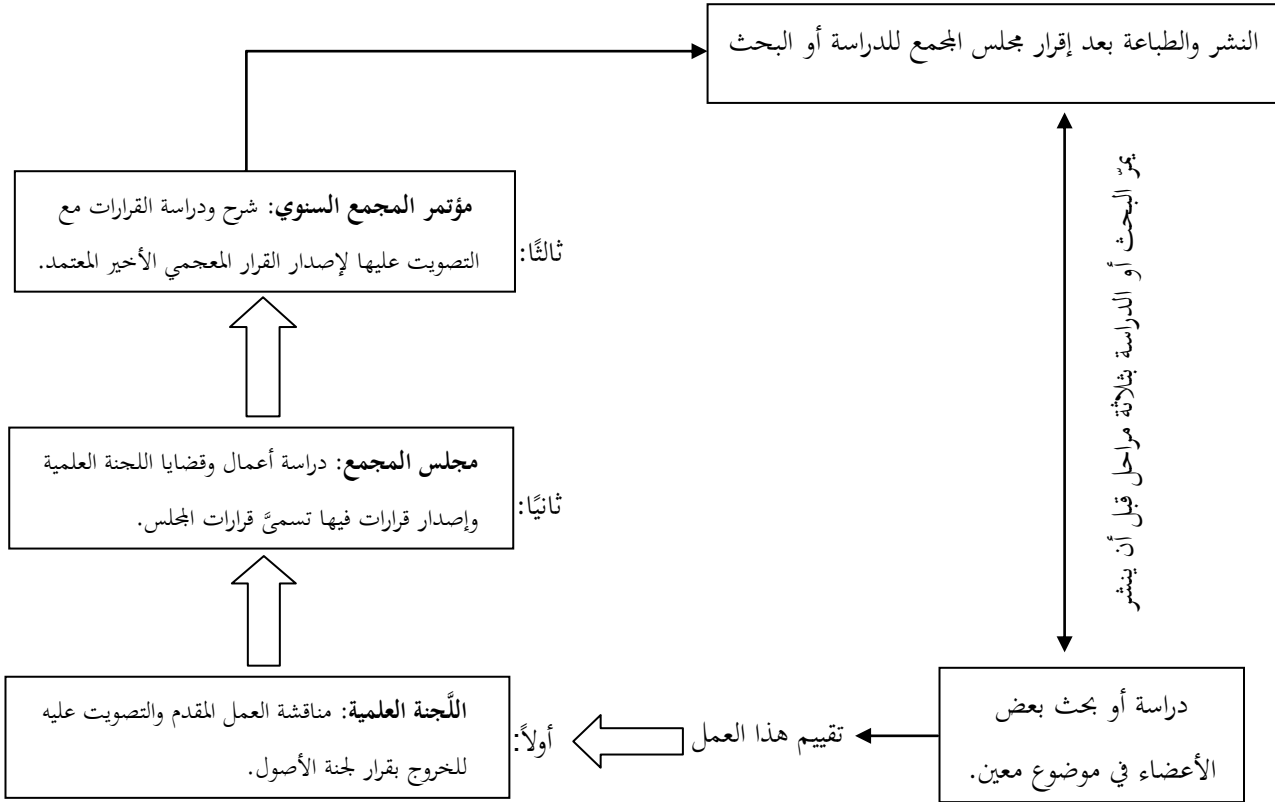 النشر والطباعة بعد إقرار مجلس المجمع للدراسة أو البحث
يمرّ البحث أو الدراسة بثلاثة مراحل قبل أن ينشر
دراسة أو بحث بعض
الأعضاء في موضوع معين.
تقييم هذا العمل
أولاً:
اللَّجنة العلمية: مناقشة العمل المقدم والتصويت عليه
للخروج بقرار لجنة الأصول.
ثانيًا:
مجلس المجمع: دراسة أعمال وقضايا اللجنة العلمية
وإصدار قرارات فيها تسمىَّ قرارات المجلس.
ثالثًا:
مؤتمر المجمع السنوي: شرح ودراسة القرارات مع
التصويت عليها لإصدار القرار المعجمي الأخير المعتمد.